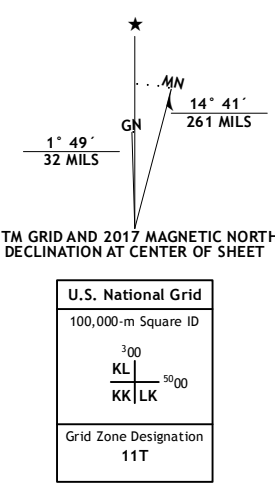 MN
GN
1° 49´
32 MILS
14° 41´
261 MILS
TM GRID AND 2017 MAGNETIC NORTH
DECLINATION AT CENTER OF SHEET
U.S. National Grid
100,000-m Square ID
³00
KL
⁵⁰00
KK LK
Grid Zone Designation
11T